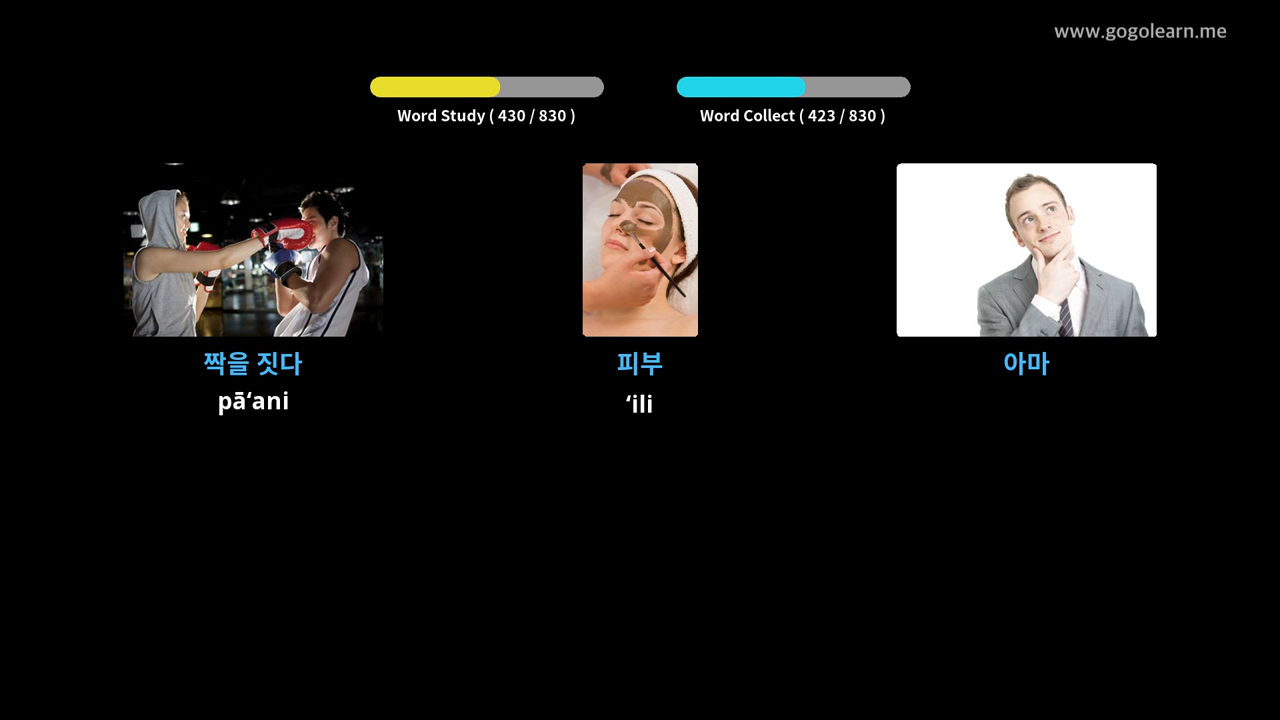 www.gogolearn.me
Word Study ( 430 / 830 )
Word Collect ( 423 / 830 )
짝을 짓다
pāʻani
피부
ʻili
아마